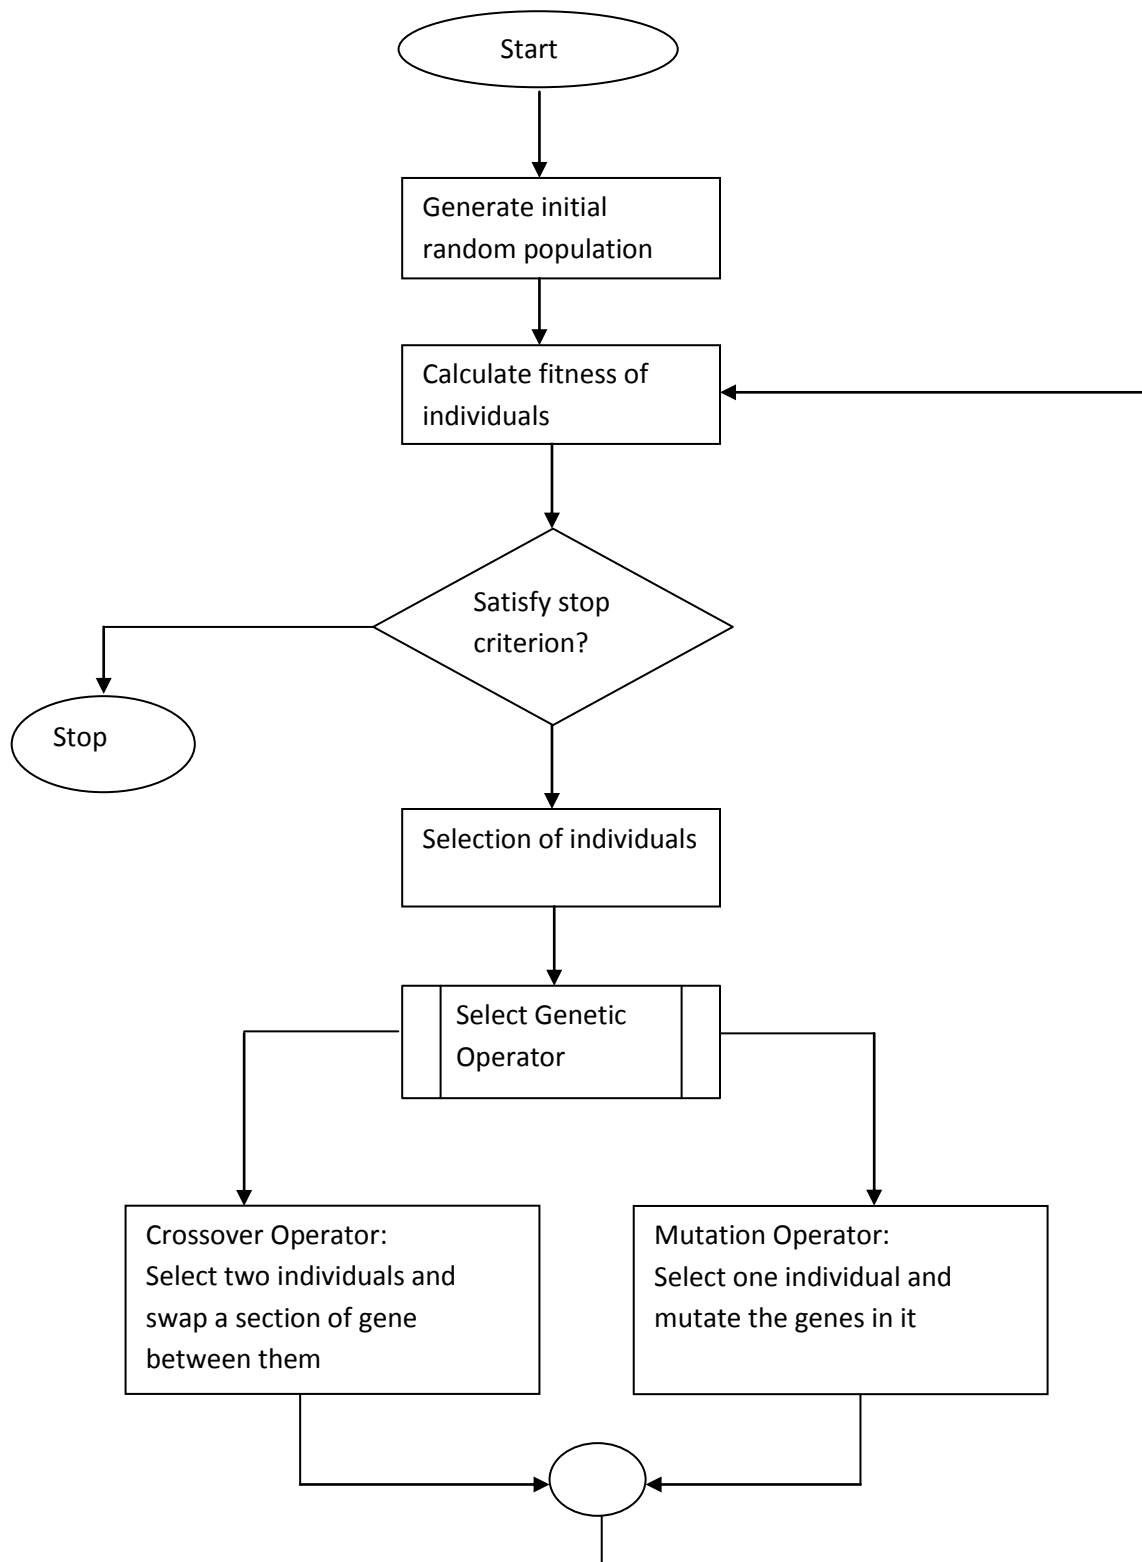 Start
Generate initial
random population
Calculate fitness of
individuals
Satisfy stop
criterion?
Stop
Selection of individuals
Select Genetic
Operator
Crossover Operator:
Select two individuals and
swap a section of gene
between them
Mutation Operator:
Select one individual and
mutate the genes in it